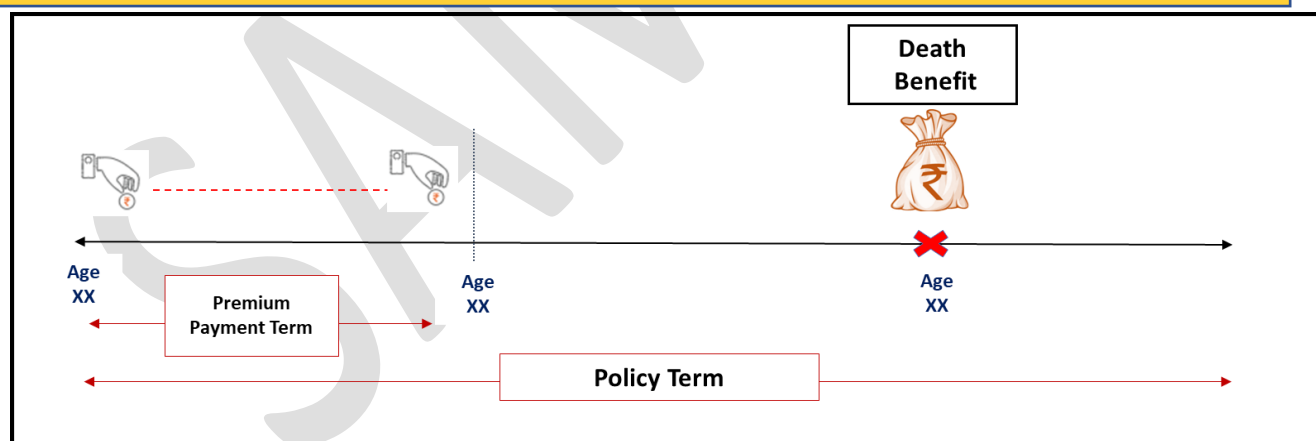 Death
Benefit
₹
₹
₹
Age
XX
Age
XX
Age
XX
Premium
Payment Term
Policy Term